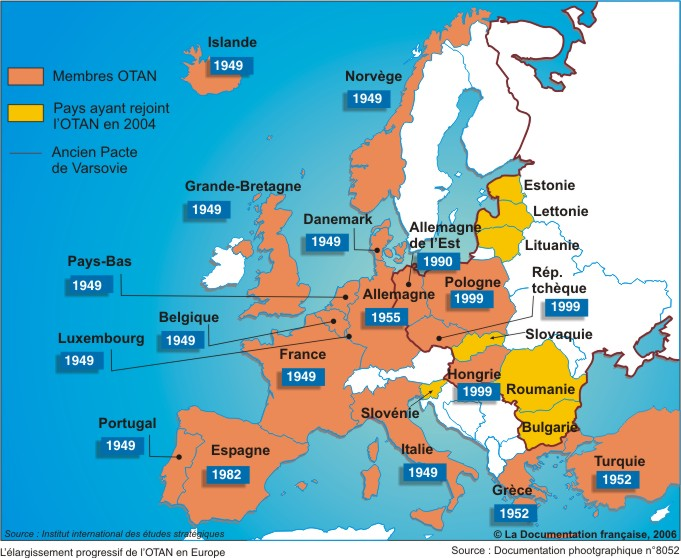 Islande
1949
Membres OTAN
Norvège
1949
Pays ayant rejoint
l'OTAN en 2004
Ancien Pacte
de Varsovie
Grande-Bretagne
1949
Estonie
Lettonie
Lituanie
Danemark
1949
Allemagne
de l'Est
1990
Pays-Bas
1949
Pologne
1999
Rép.
tchèque
1999
Allemagne
1955
Belgique
1949
Luxembourg
1949
Slovaquie
France
1949
Hongrie
1999
Roumanie
Slovénie
Bulgarie
Portugal
1949
Espagne
1982
Italie
1949
Turquie
1952
Grèce
1952
Source : Institut international des études stratégiques
© La Documentation française, 2006
L'élargissement progressif de l'OTAN en Europe
Source : Documentation phootgraphique n°8052